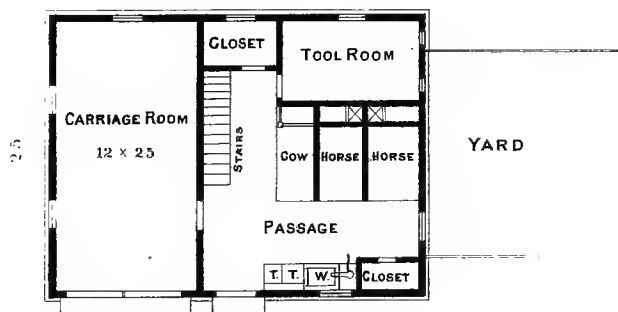 CLOSET
TOOL ROOM
CARRIAGE ROOM
12 × 25
25
STAIRS
COW
HORSE
HORSE
YARD
PASSAGE
T.
T.
W.
CLOSET